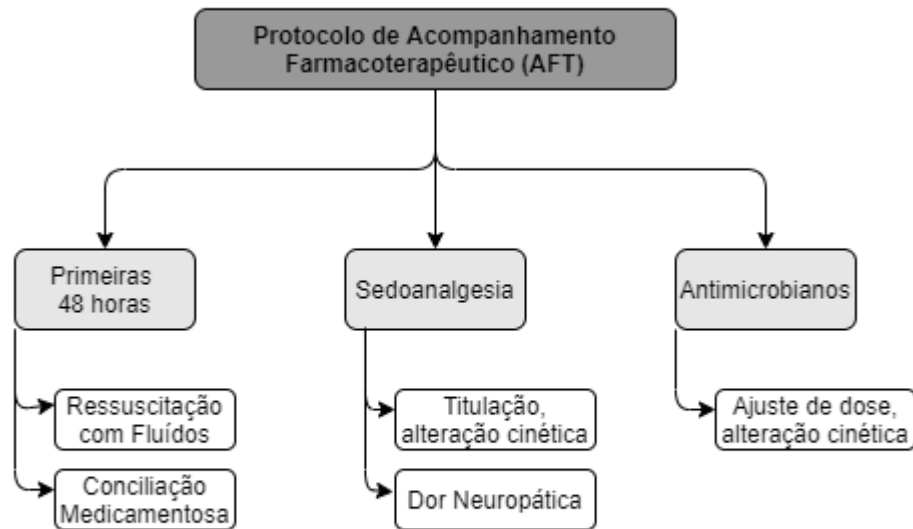 Protocolo de Acompanhamento
Farmacoterapêutico (AFT)
Primeiras
48 horas
Sedoanalgesia
Antimicrobianos
Ressuscitação
com Fluídos
Titulação,
alteração cinética
Ajuste de dose,
alteração cinética
Conciliação
Medicamentosa
Dor Neuropática